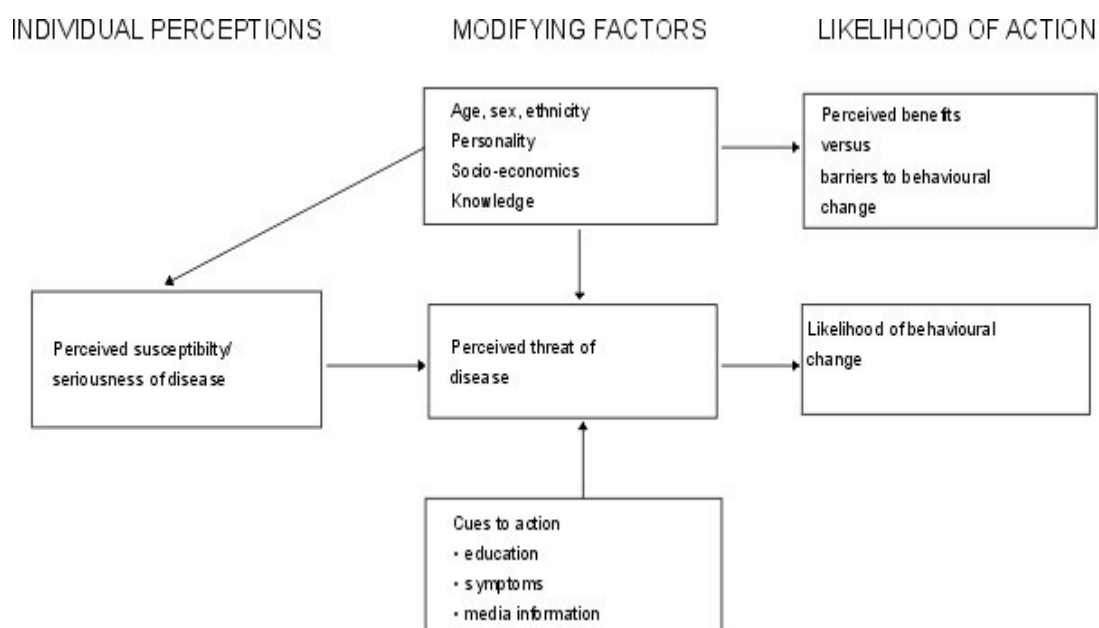 INDIVIDUAL PERCEPTIONS
MODIFYING FACTORS
LIKELIHOOD OF ACTION
Age, sex, ethnicity
Personality
Socio-economics
Knowledge
Perceived benefits
versus
barriers to behavioural
change
Perceived susceptibilty/
seriousness of disease
Perceived threat of
disease
Likelihood of behavioural
change
Cues to action
• education
• symptoms
• media information